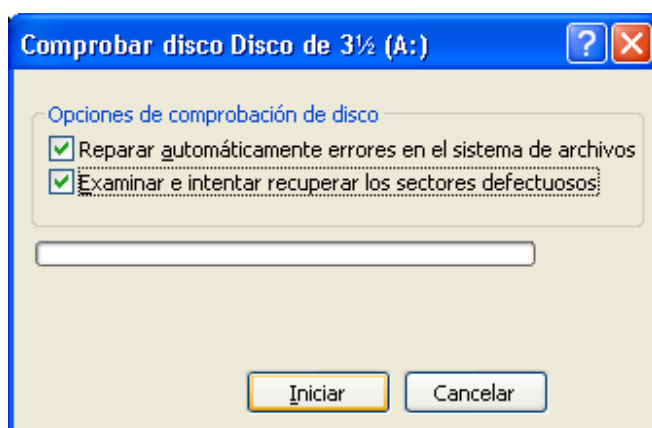 Comprobar disco Disco de 3½ (A:)
Opciones de comprobación de disco
Reparar automáticamente errores en el sistema de archivos
Examinar e intentar recuperar los sectores defectuosos
Iniciar Cancelar